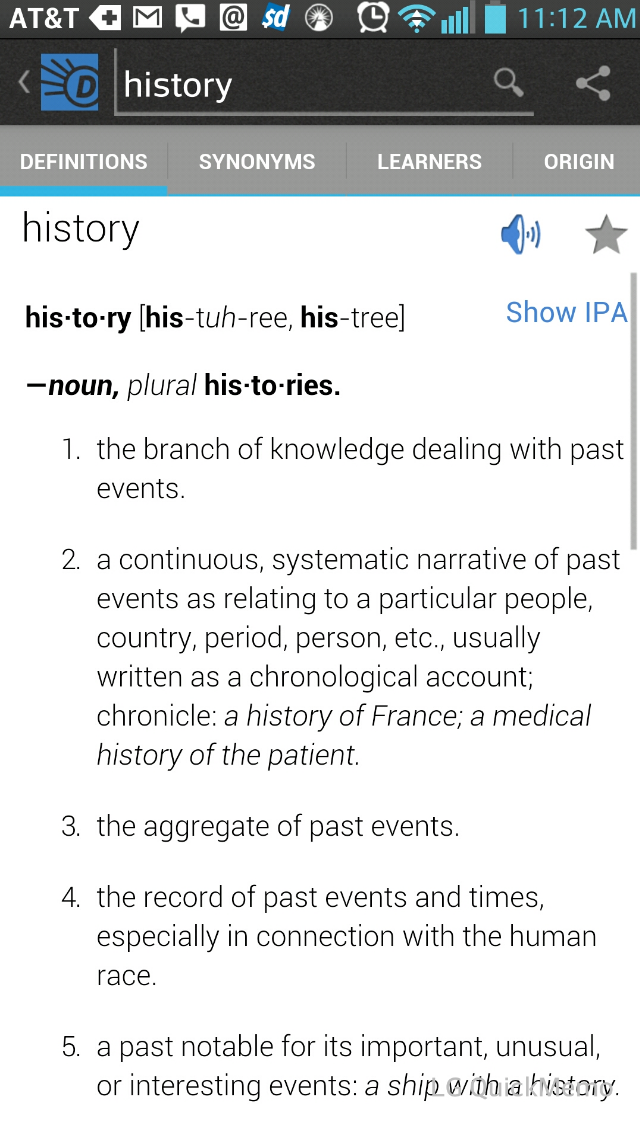 AT&T 11:12 AM
history
DEFINITIONS SYNONYMS LEARNERS ORIGIN
history
his·to·ry [his-tuh-ree, his-tree] Show IPA
—noun, plural his·to·ries.
1. the branch of knowledge dealing with past
events.
2. a continuous, systematic narrative of past
events as relating to a particular people,
country, period, person, etc., usually
written as a chronological account;
chronicle: a history of France; a medical
history of the patient.
3. the aggregate of past events.
4. the record of past events and times,
especially in connection with the human
race.
5. a past notable for its important, unusual,
or interesting events: a ship with a history.
LG QuickMemo